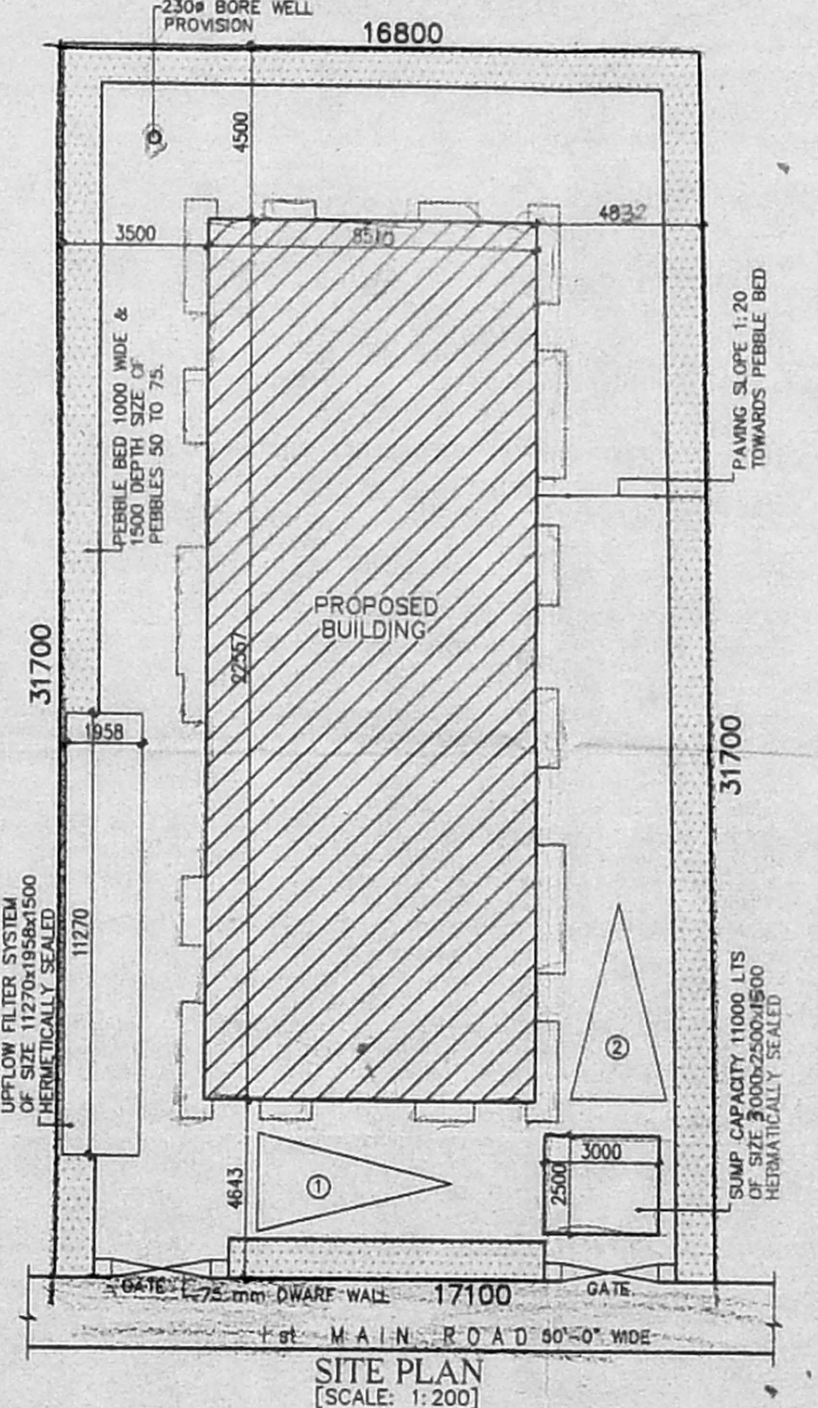 230ø BORE WELL
PROVISION
16800
4500
3500
8510
4832
PEBBLE BED 1000 WIDE &
1500 DEPTH SIZE OF
PEBBLES 50 TO 75.
PAVING SLOPE 1:20
TOWARDS PEBBLE BED
PROPOSED
BUILDING
22557
31700
31700
1958
11270
UPFLOW FILTER SYSTEM
OF SIZE 11270x1958x1500
HERMETICALLY SEALED
②
SUMP CAPACITY 11000 LTS
OF SIZE 3000x2500x1500
HERMATICALLY SEALED
4643
①
3000
2500
GATE
75 mm DWARF WALL
17100
GATE
1st MAIN ROAD 50'-0" WIDE
SITE PLAN
[SCALE: 1:200]